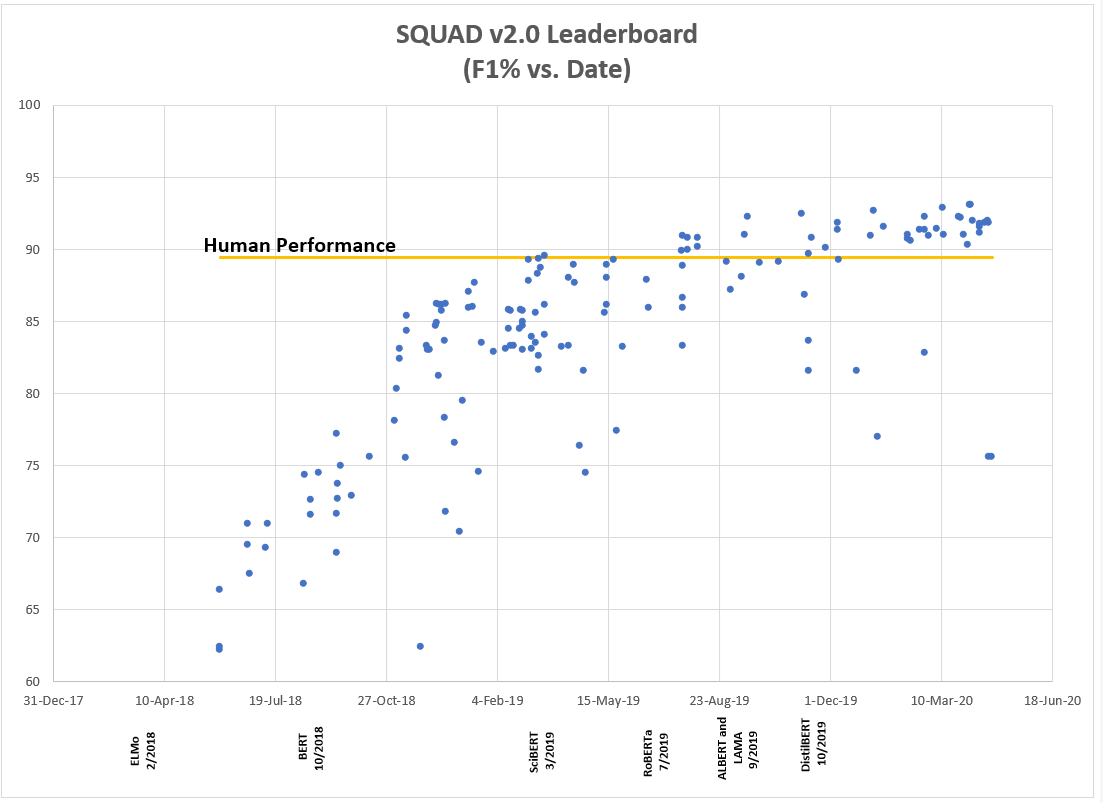 SQUAD v2.0 Leaderboard
(F1% vs. Date)
100
95
90
85
80
75
70
65
60
Human Performance
31-Dec-17 10-Apr-18 19-Jul-18 27-Oct-18 4-Feb-19 15-May-19 23-Aug-19 1-Dec-19 10-Mar-20 18-Jun-20
ELMo
2/2018
BERT
10/2018
SciBERT
3/2019
RoBERTa
7/2019
ALBERT and
LAMA
9/2019
DistilBERT
10/2019